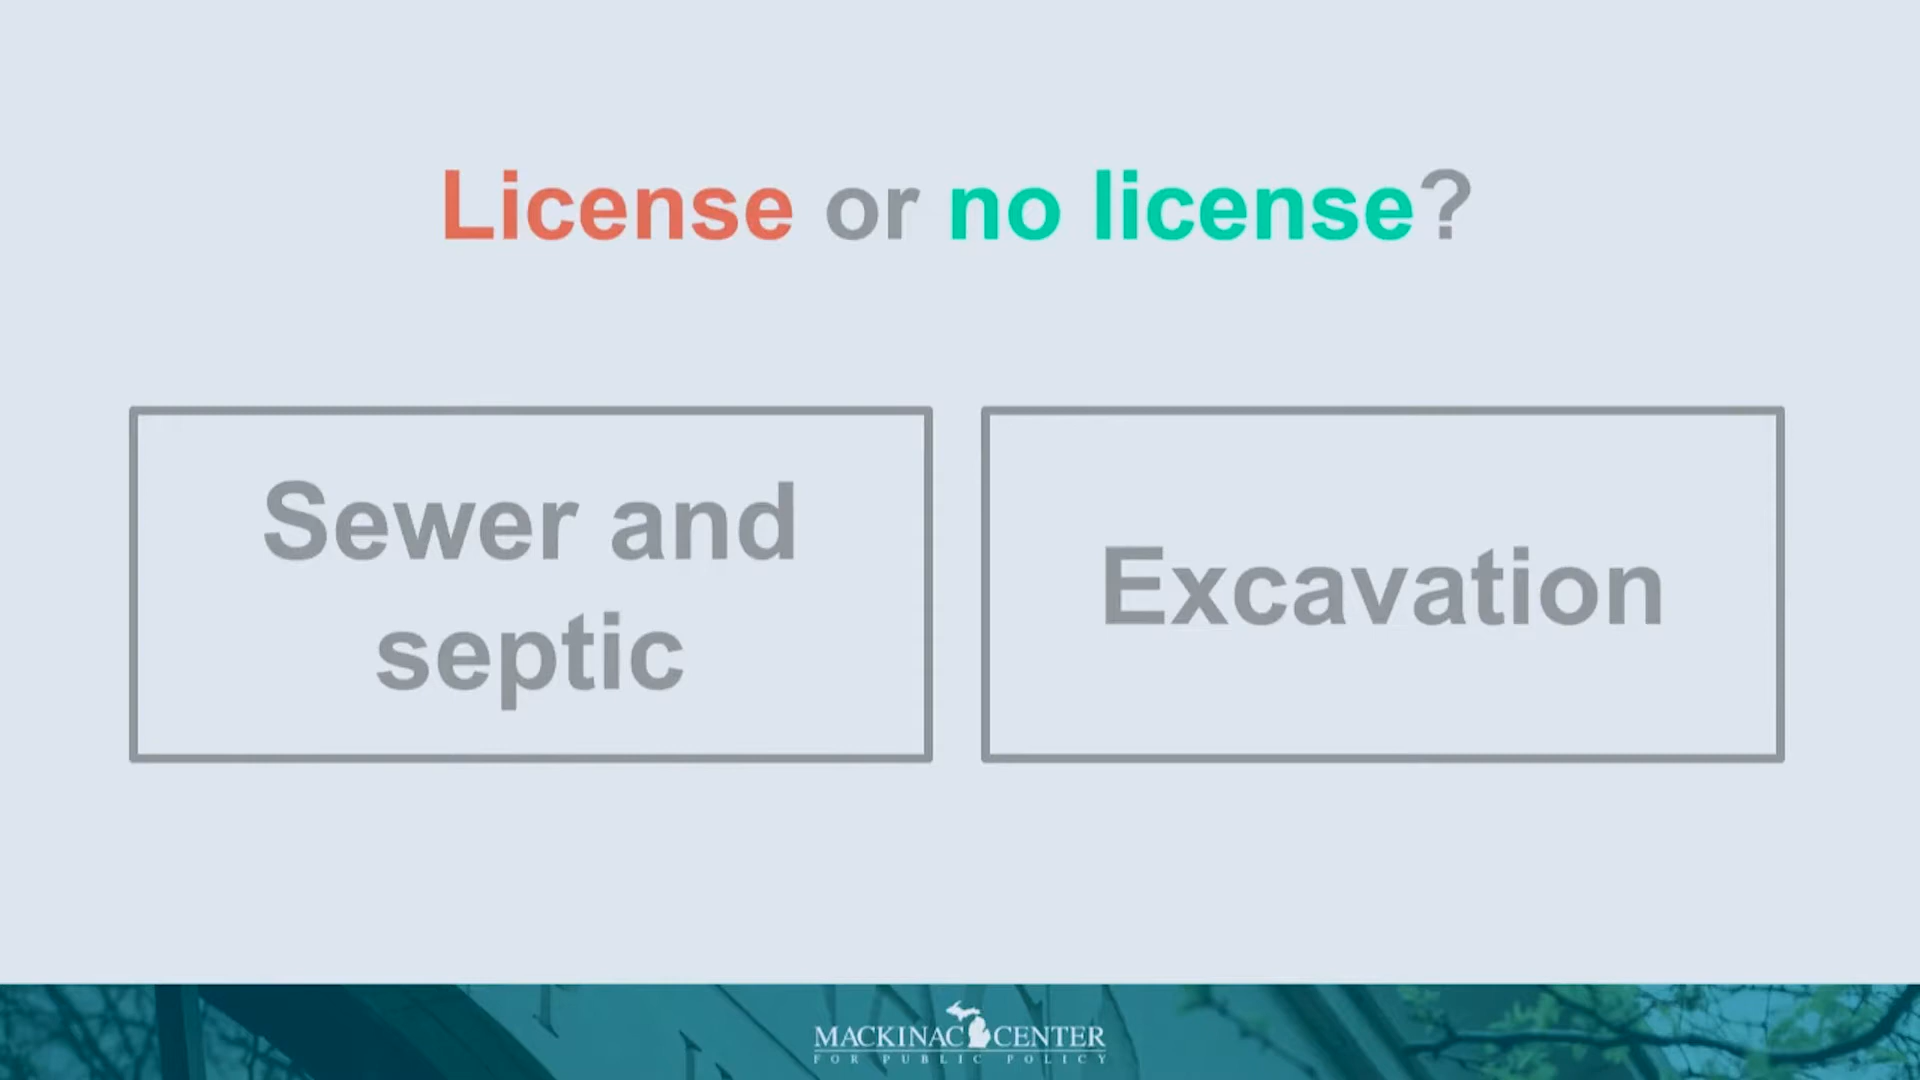 License or no license?
Sewer and
septic
Excavation
MACKINAC CENTER
FOR PUBLIC POLICY